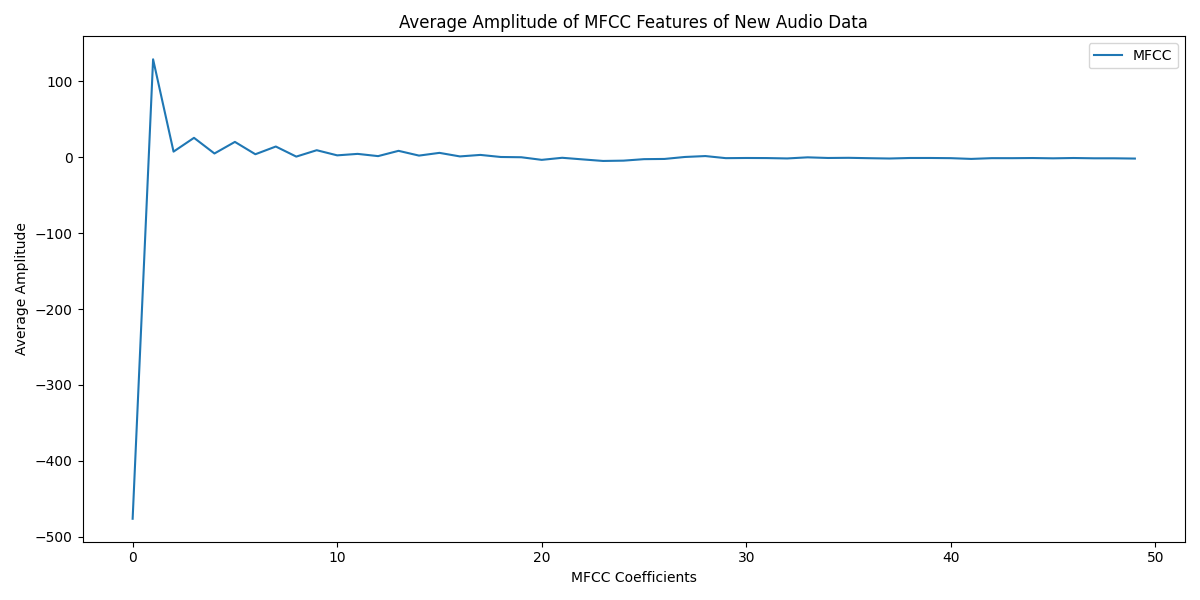 Average Amplitude of MFCC Features of New Audio Data
MFCC
100
0
−100
−200
−300
−400
−500
Average Amplitude
0 10 20 30 40 50
MFCC Coefficients